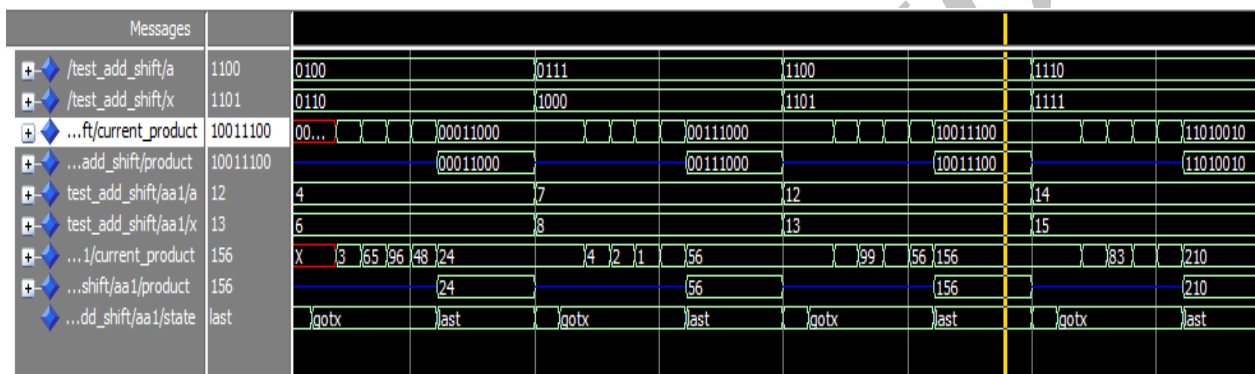 Messages
/test_add_shift/a 1100 0100 0111 1100 1110
/test_add_shift/x 1101 0110 1000 1101 1111
...ft/current_product 10011100 00... 00011000 00111000 10011100 11010010
...add_shift/product 10011100 00011000 00111000 10011100 11010010
test_add_shift/aa1/a 12 4 7 12 14
test_add_shift/aa1/x 13 6 8 13 15
...1/current_product 156 X 3 65 96 48 24 4 2 1 56 99 56 156 83 210
...shift/aa1/product 156 24 56 156 210
...dd_shift/aa1/state last gotx last gotx last gotx last gotx last